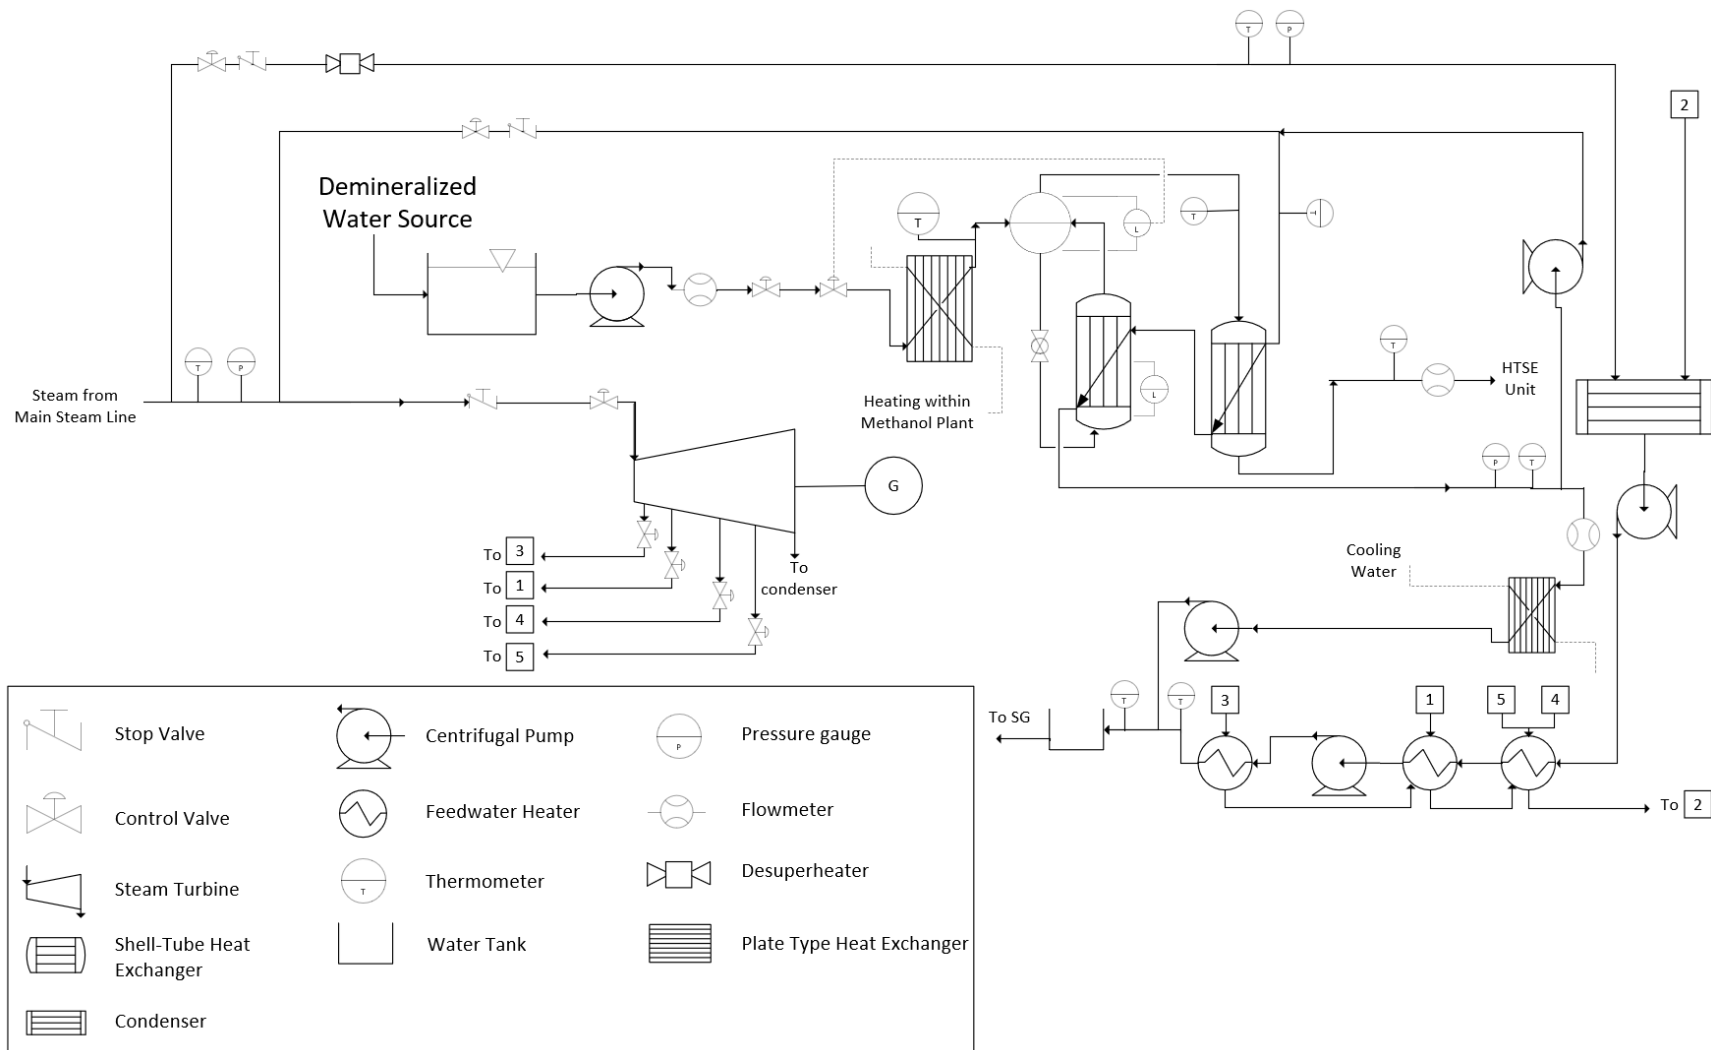 T
P
2
Demineralized
Water Source
T
L
T
T
T
P
T
HTSE
Unit
Steam from
Main Steam Line
Heating within
Methanol Plant
L
P
T
G
To 3
To 1
To 4
To 5
To
condenser
Cooling
Water
To SG
T
T
3
1
5
4
To 2
Stop Valve
Centrifugal Pump
P
Pressure gauge
Control Valve
Feedwater Heater
Flowmeter
Steam Turbine
T
Thermometer
Desuperheater
Shell-Tube Heat
Exchanger
Water Tank
Plate Type Heat Exchanger
Condenser